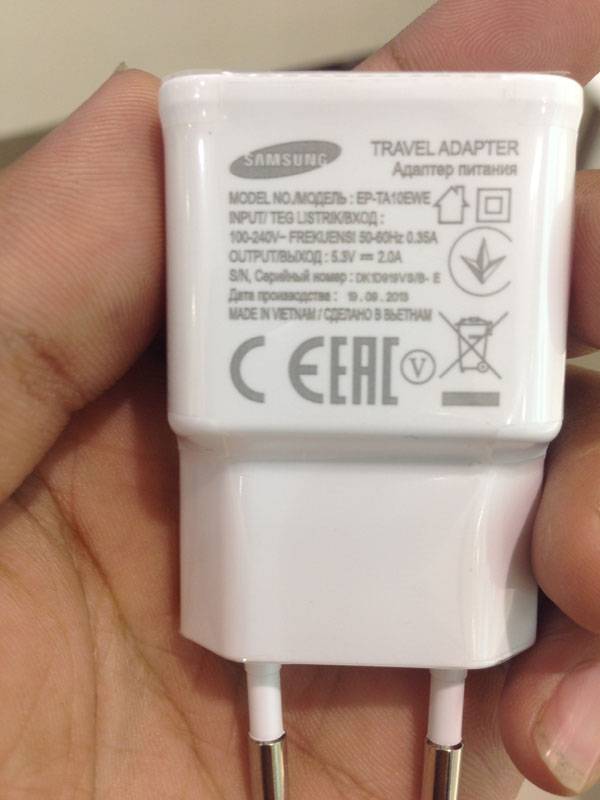 SAMSUNG
TRAVEL ADAPTER
Адаптер питания
MODEL NO./МОДЕЛЬ : EP-TA10EWE
INPUT/ TEG LISTRIK/ВХОД :
100-240V~ FREKUENSI 50-60Hz 0.35A
OUTPUT/ВЫХОД : 5.3V ⎓ 2.0A
S/N, Серийный номер : DK1D919VS/B- E
Дата производства : 19.09.2013
MADE IN VIETNAM / СДЕЛАНО В ВЬЕТНАМ
CE EAC V